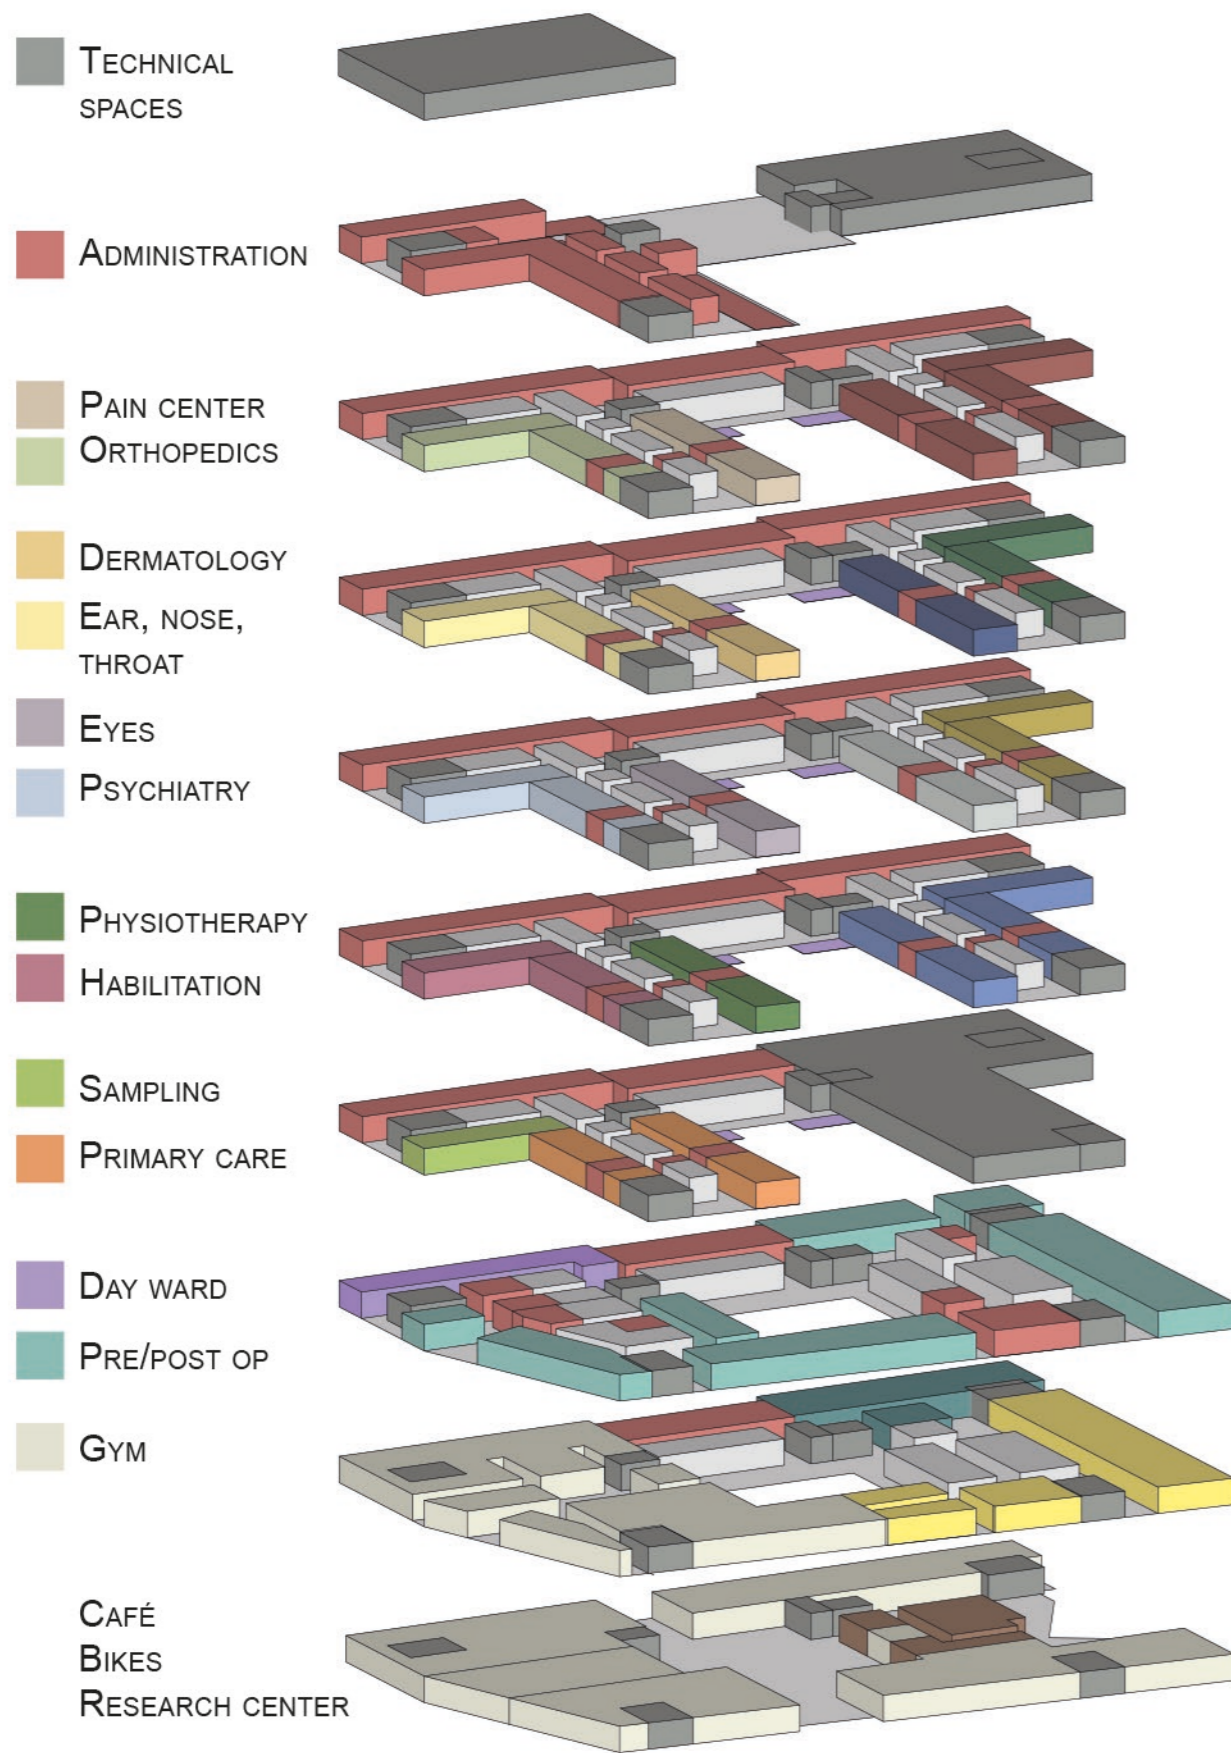 TECHNICAL
SPACES
ADMINISTRATION
PAIN CENTER
ORTHOPEDICS
DERMATOLOGY
EAR, NOSE,
THROAT
EYES
PSYCHIATRY
PHYSIOTHERAPY
HABILITATION
SAMPLING
PRIMARY CARE
DAY WARD
PRE/POST OP
GYM
CAFÉ
BIKES
RESEARCH CENTER